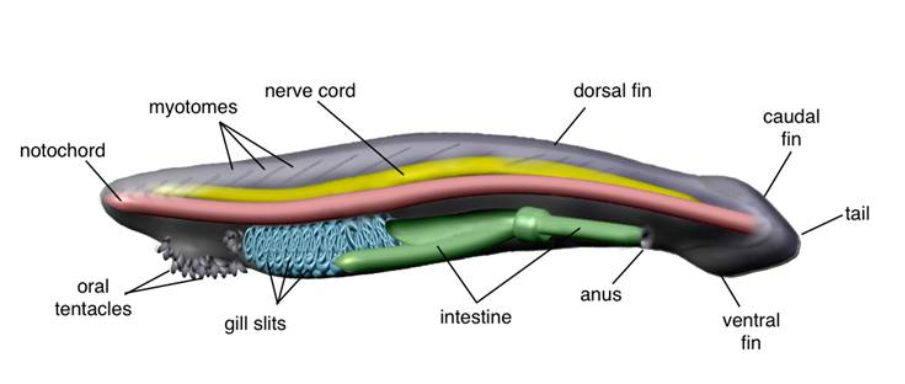 nerve cord
dorsal fin
myotomes
caudal
fin
notochord
tail
oral
tentacles
gill slits
intestine
anus
ventral
fin